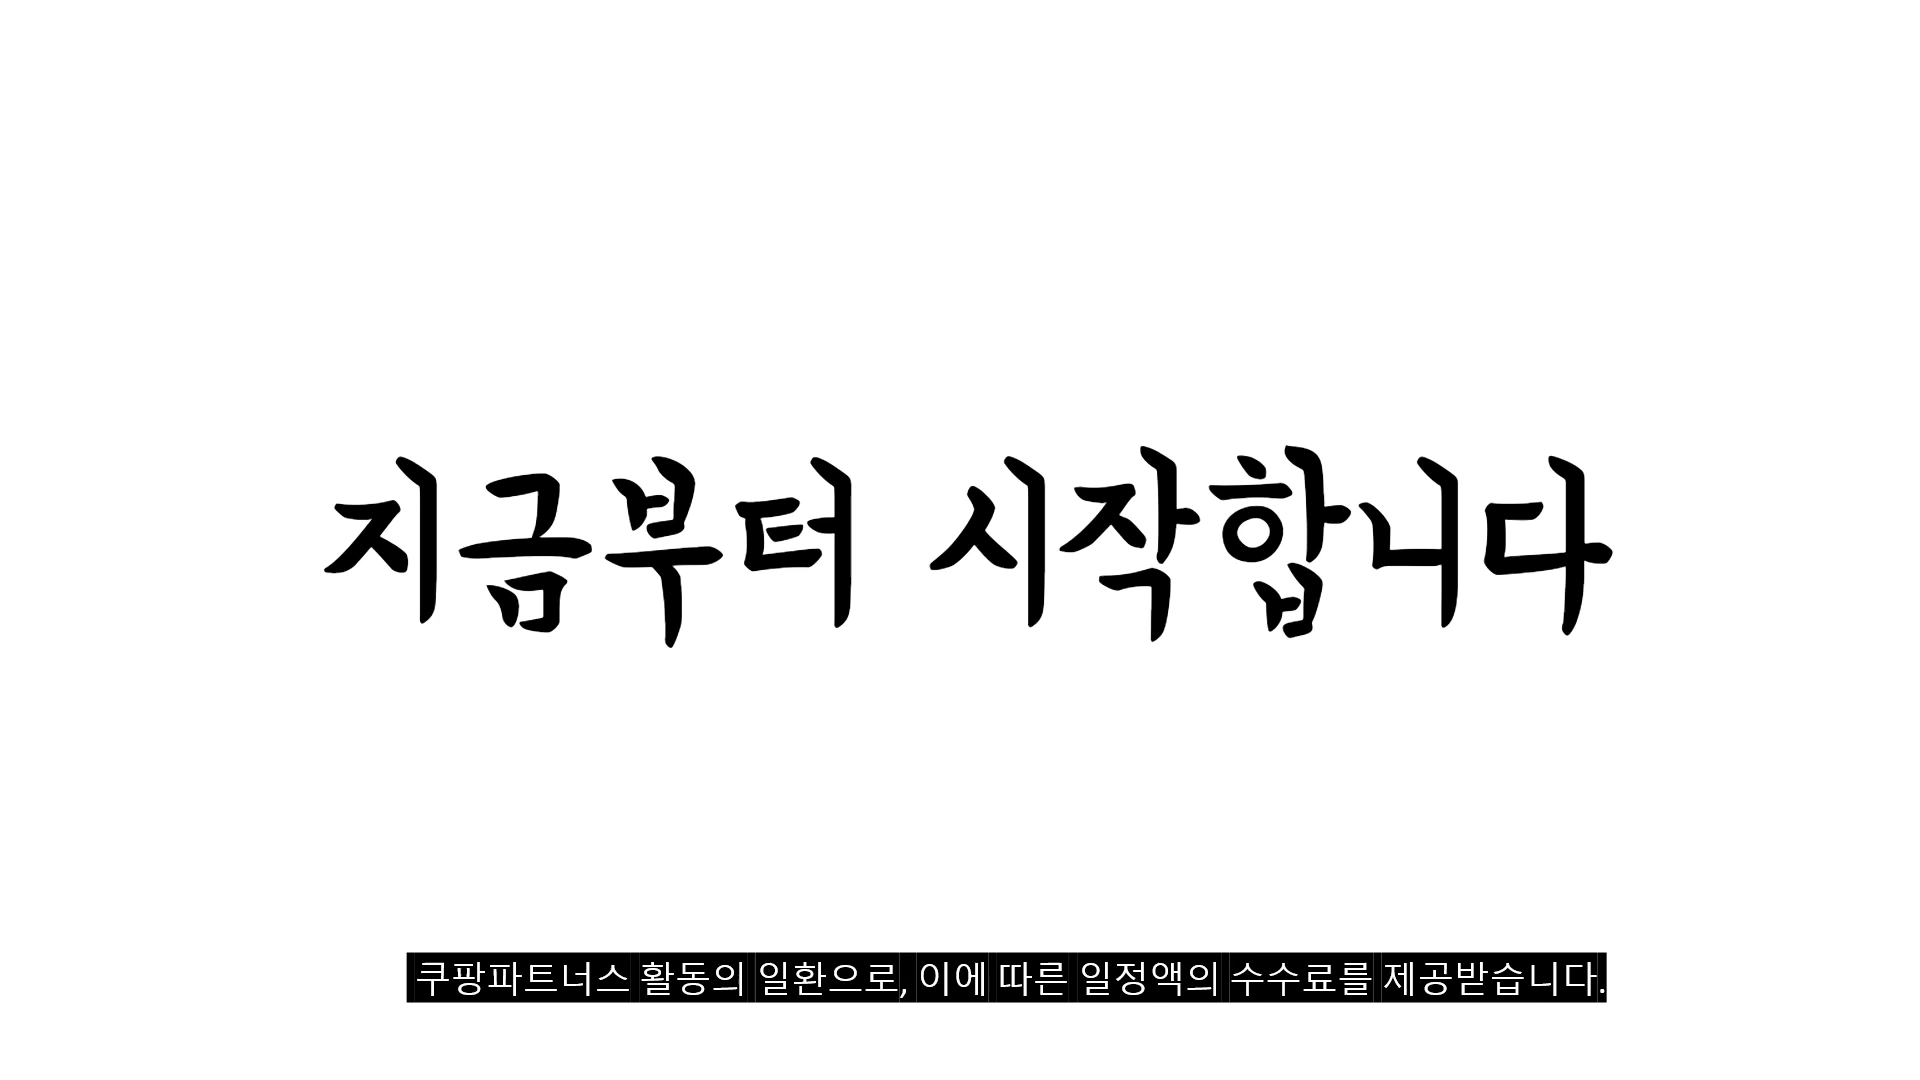 지금부터 시작합니다
쿠팡파트너스 활동의 일환으로, 이에 따른 일정액의 수수료를 제공받습니다.